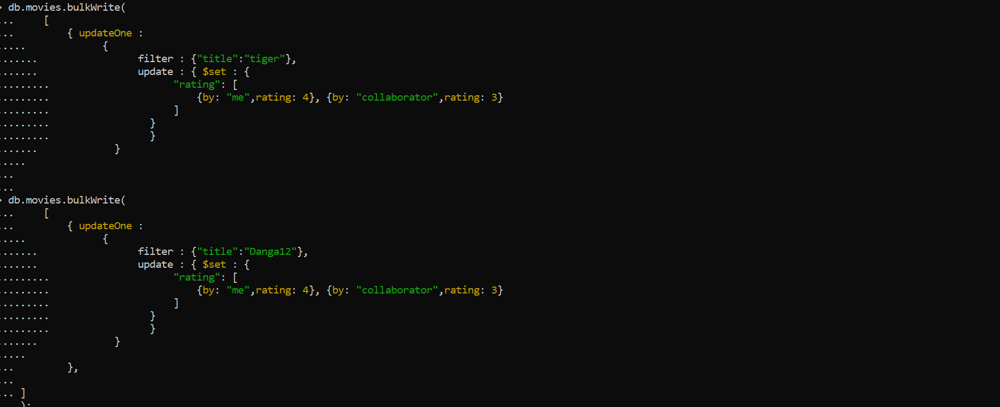 > db.movies.bulkWrite(
...     [
...         { updateOne :
.....             {
.......                 filter : {"title":"tiger"},
.......                 update : { $set : {
.........                     "rating": [
.........                         {by: "me",rating: 4}, {by: "collaborator",rating: 3}
.........                     ]
.........                 }
.........                 }
.......             }
.....
...
...
> db.movies.bulkWrite(
...     [
...         { updateOne :
.....             {
.......                 filter : {"title":"Danga12"},
.......                 update : { $set : {
.........                     "rating": [
.........                         {by: "me",rating: 4}, {by: "collaborator",rating: 3}
.........                     ]
.........                 }
.........                 }
.......             }
.....
...         },
...
... ]
);